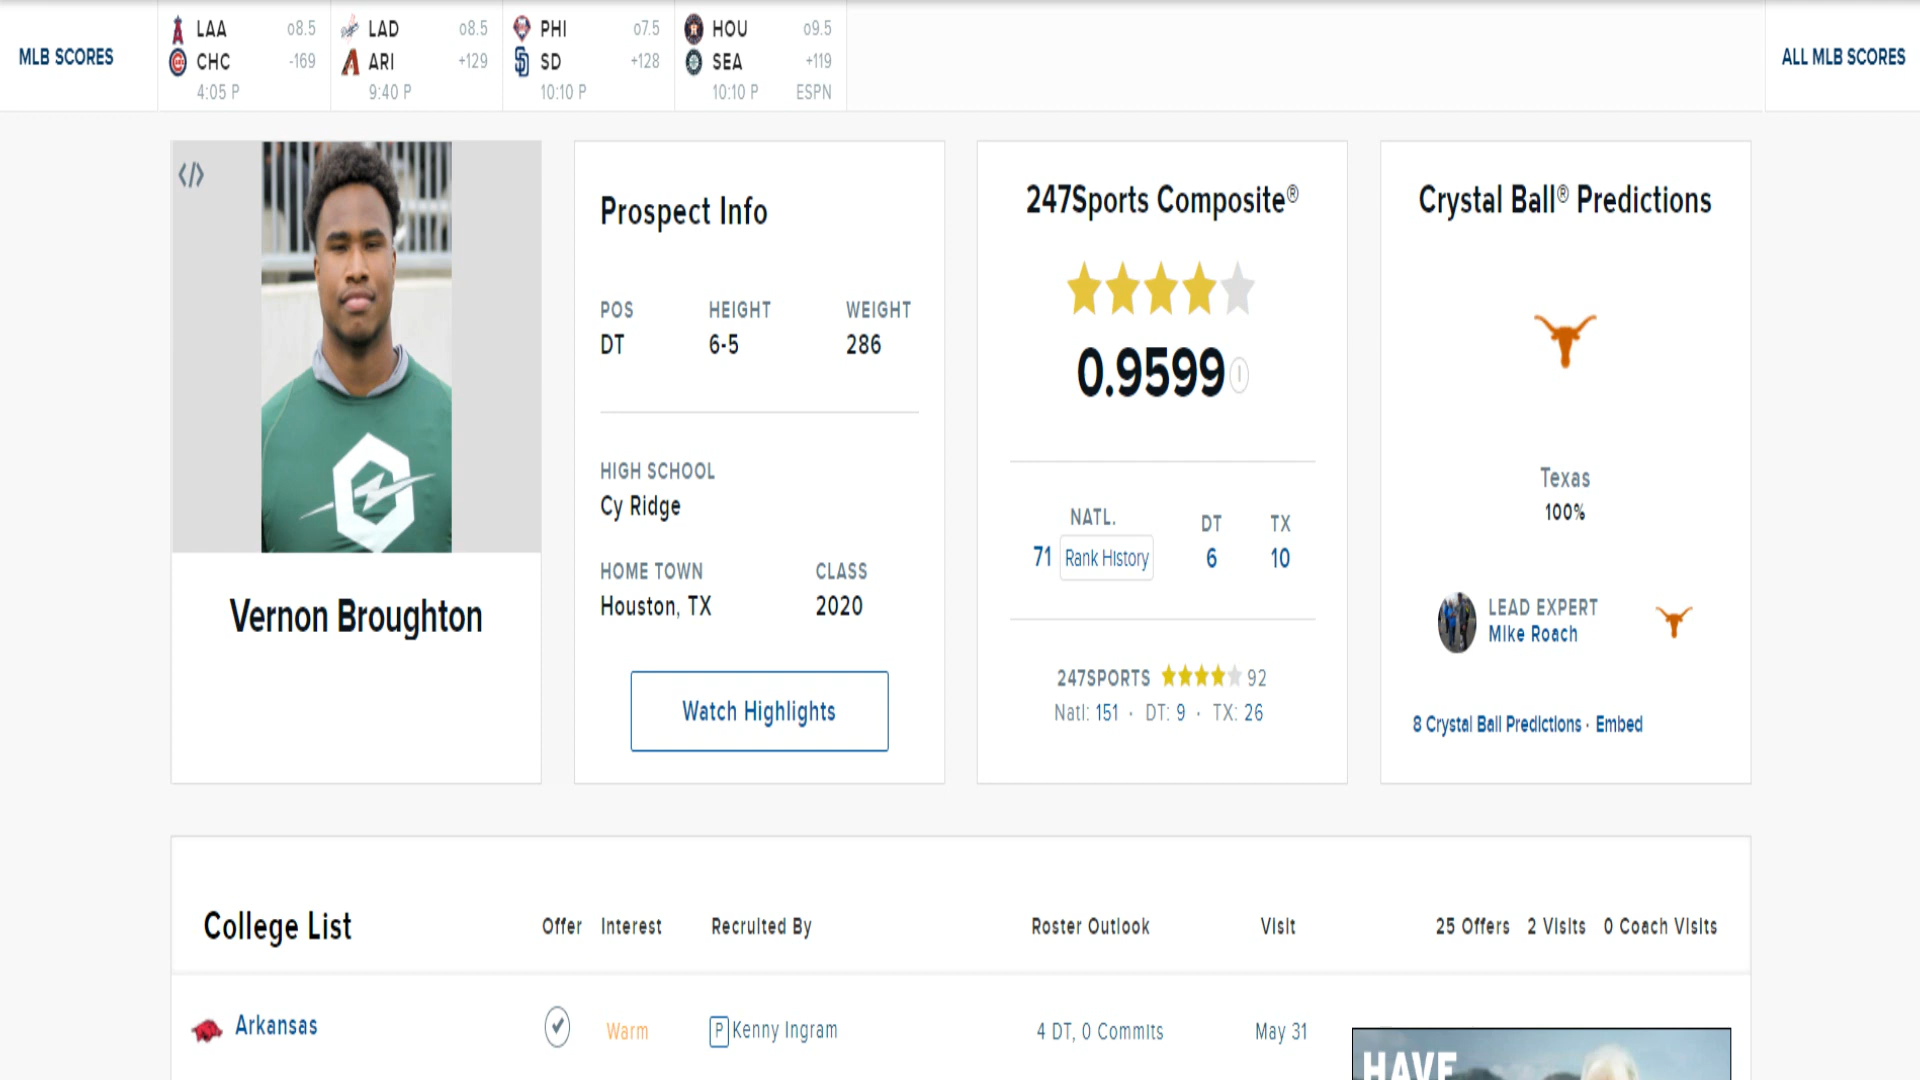 MLB SCORES
LAA o8.5
CHC -169
4:05 P
LAD o8.5
ARI +129
9:40 P
PHI o7.5
SD +128
10:10 P
HOU o9.5
SEA +119
10:10 P ESPN
ALL MLB SCORES
</>
Vernon Broughton
Prospect Info
POS HEIGHT WEIGHT
DT 6-5 286
HIGH SCHOOL
Cy Ridge
HOME TOWN CLASS
Houston, TX 2020
Watch Highlights
247Sports Composite®
0.9599
NATL. DT TX
71 Rank History 6 10
247SPORTS 92
Natl: 151 · DT: 9 · TX: 26
Crystal Ball® Predictions
Texas
100%
LEAD EXPERT
Mike Roach
8 Crystal Ball Predictions · Embed
College List Offer Interest Recruited By Roster Outlook Visit 25 Offers 2 Visits 0 Coach Visits
Arkansas Warm P Kenny Ingram 4 DT, 0 Commits May 31
HAVE